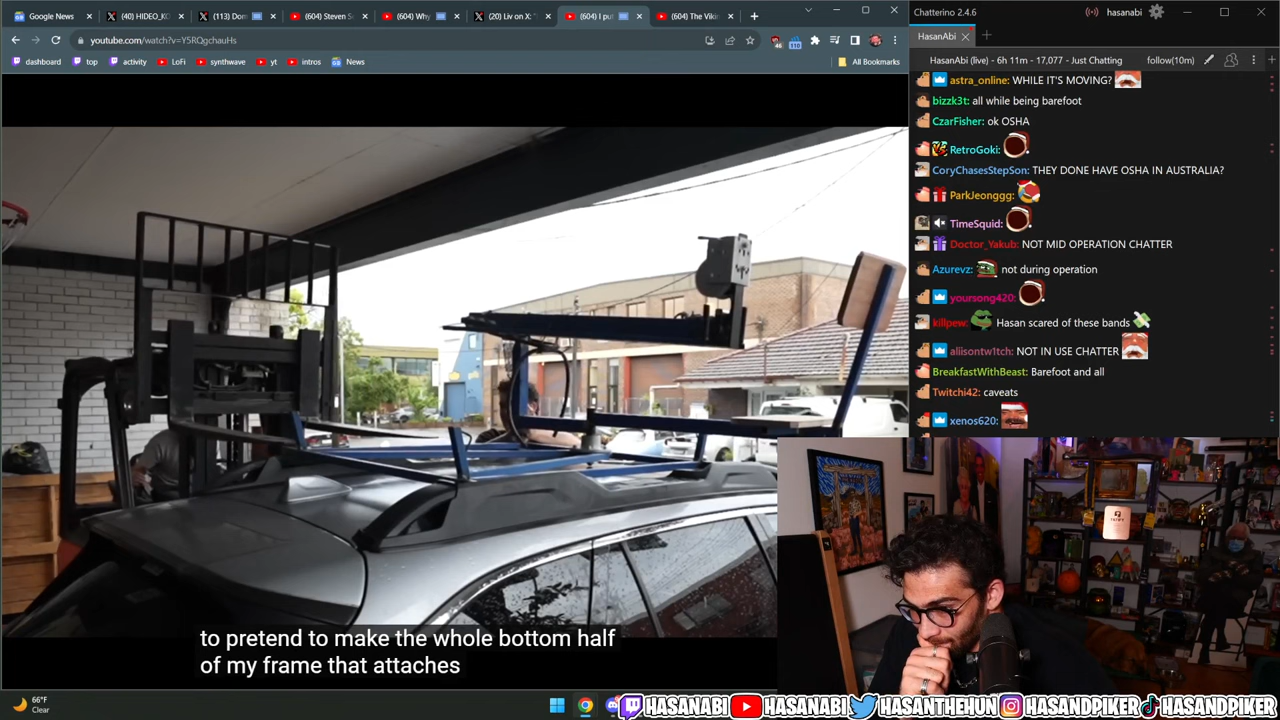 Google News
(40) HIDEO_KO
(113) Dom
(604) Steven S
(604) Why
(20) Liv on X: "
(604) I put
(604) The Vikin
youtube.com/watch?v=Y5RQgchauHs
dashboard
top
activity
LoFi
synthwave
yt
intros
News
All Bookmarks
to pretend to make the whole bottom half
of my frame that attaches
66°F
Clear
Chatterino 2.4.6
hasanabi
HasanAbi
HasanAbi (live) - 6h 11m - 17,077 - Just Chatting
follow(10m)
astra_online: WHILE IT'S MOVING?
bizzk3t: all while being barefoot
CzarFisher: ok OSHA
RetroGoki:
CoryChasesStepSon: THEY DONE HAVE OSHA IN AUSTRALIA?
ParkJeonggg:
TimeSquid:
Doctor_Yakub: NOT MID OPERATION CHATTER
Azurevz: not during operation
yoursong420:
killpew: Hasan scared of these bands
aliisontw1tch: NOT IN USE CHATTER
BreakfastWithBeast: Barefoot and all
Twitchi42: caveats
xenos620:
HASANABI
HASANABI
HASANTHEHUN
HASANDPIKER
HASANDPIKER